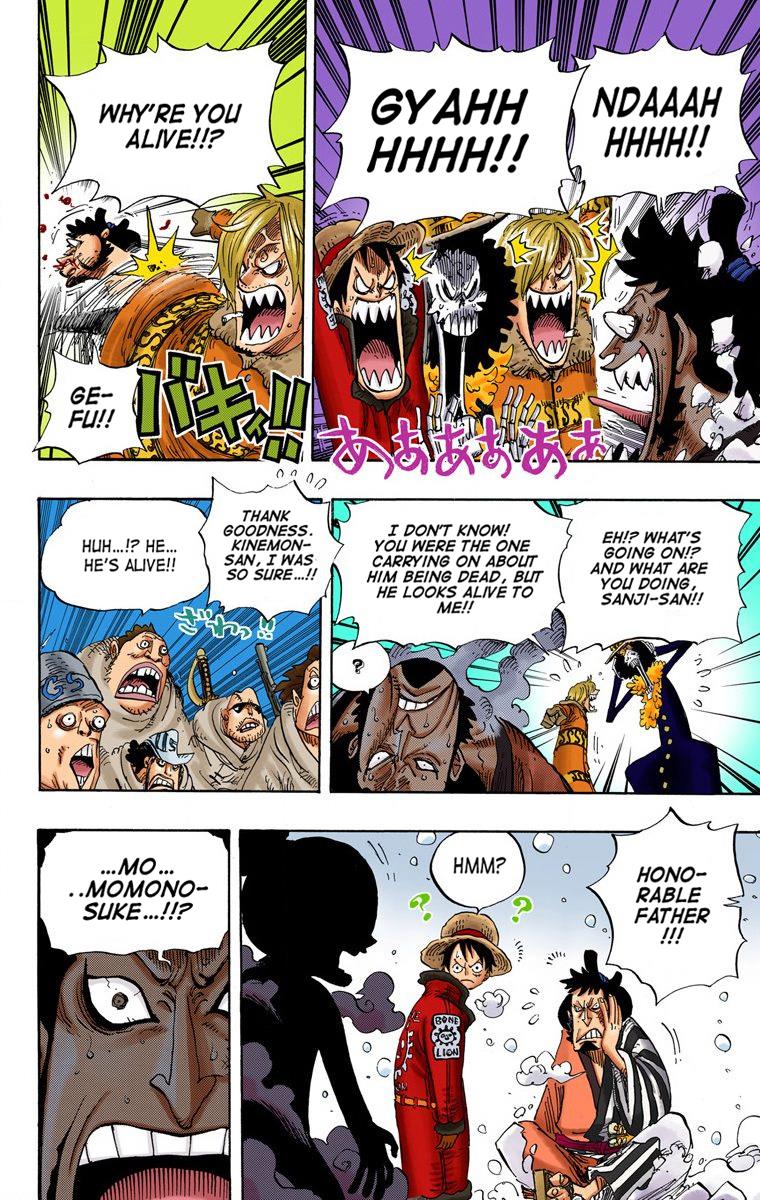 NDAAAH
HHHH!!
GYAHH
HHHH!!
ああああああ
WHY'RE YOU
ALIVE!!?
GE-
FU!!
バキィ!!
EH!? WHAT'S
GOING ON!?
AND WHAT ARE
YOU DOING,
SANJI-SAN!!
I DON'T KNOW!
YOU WERE THE ONE
CARRYING ON ABOUT
HIM BEING DEAD, BUT
HE LOOKS ALIVE TO
ME!!
?
THANK
GOODNESS.
KINEMON-
SAN, I WAS
SO SURE...!!
HUH...!? HE...
HE'S ALIVE!!
ざわっ!!
HONO-
RABLE
FATHER
!!!
HMM?
? ?
BONE
LION
...MO...
..MOMONO-
SUKE....!!?